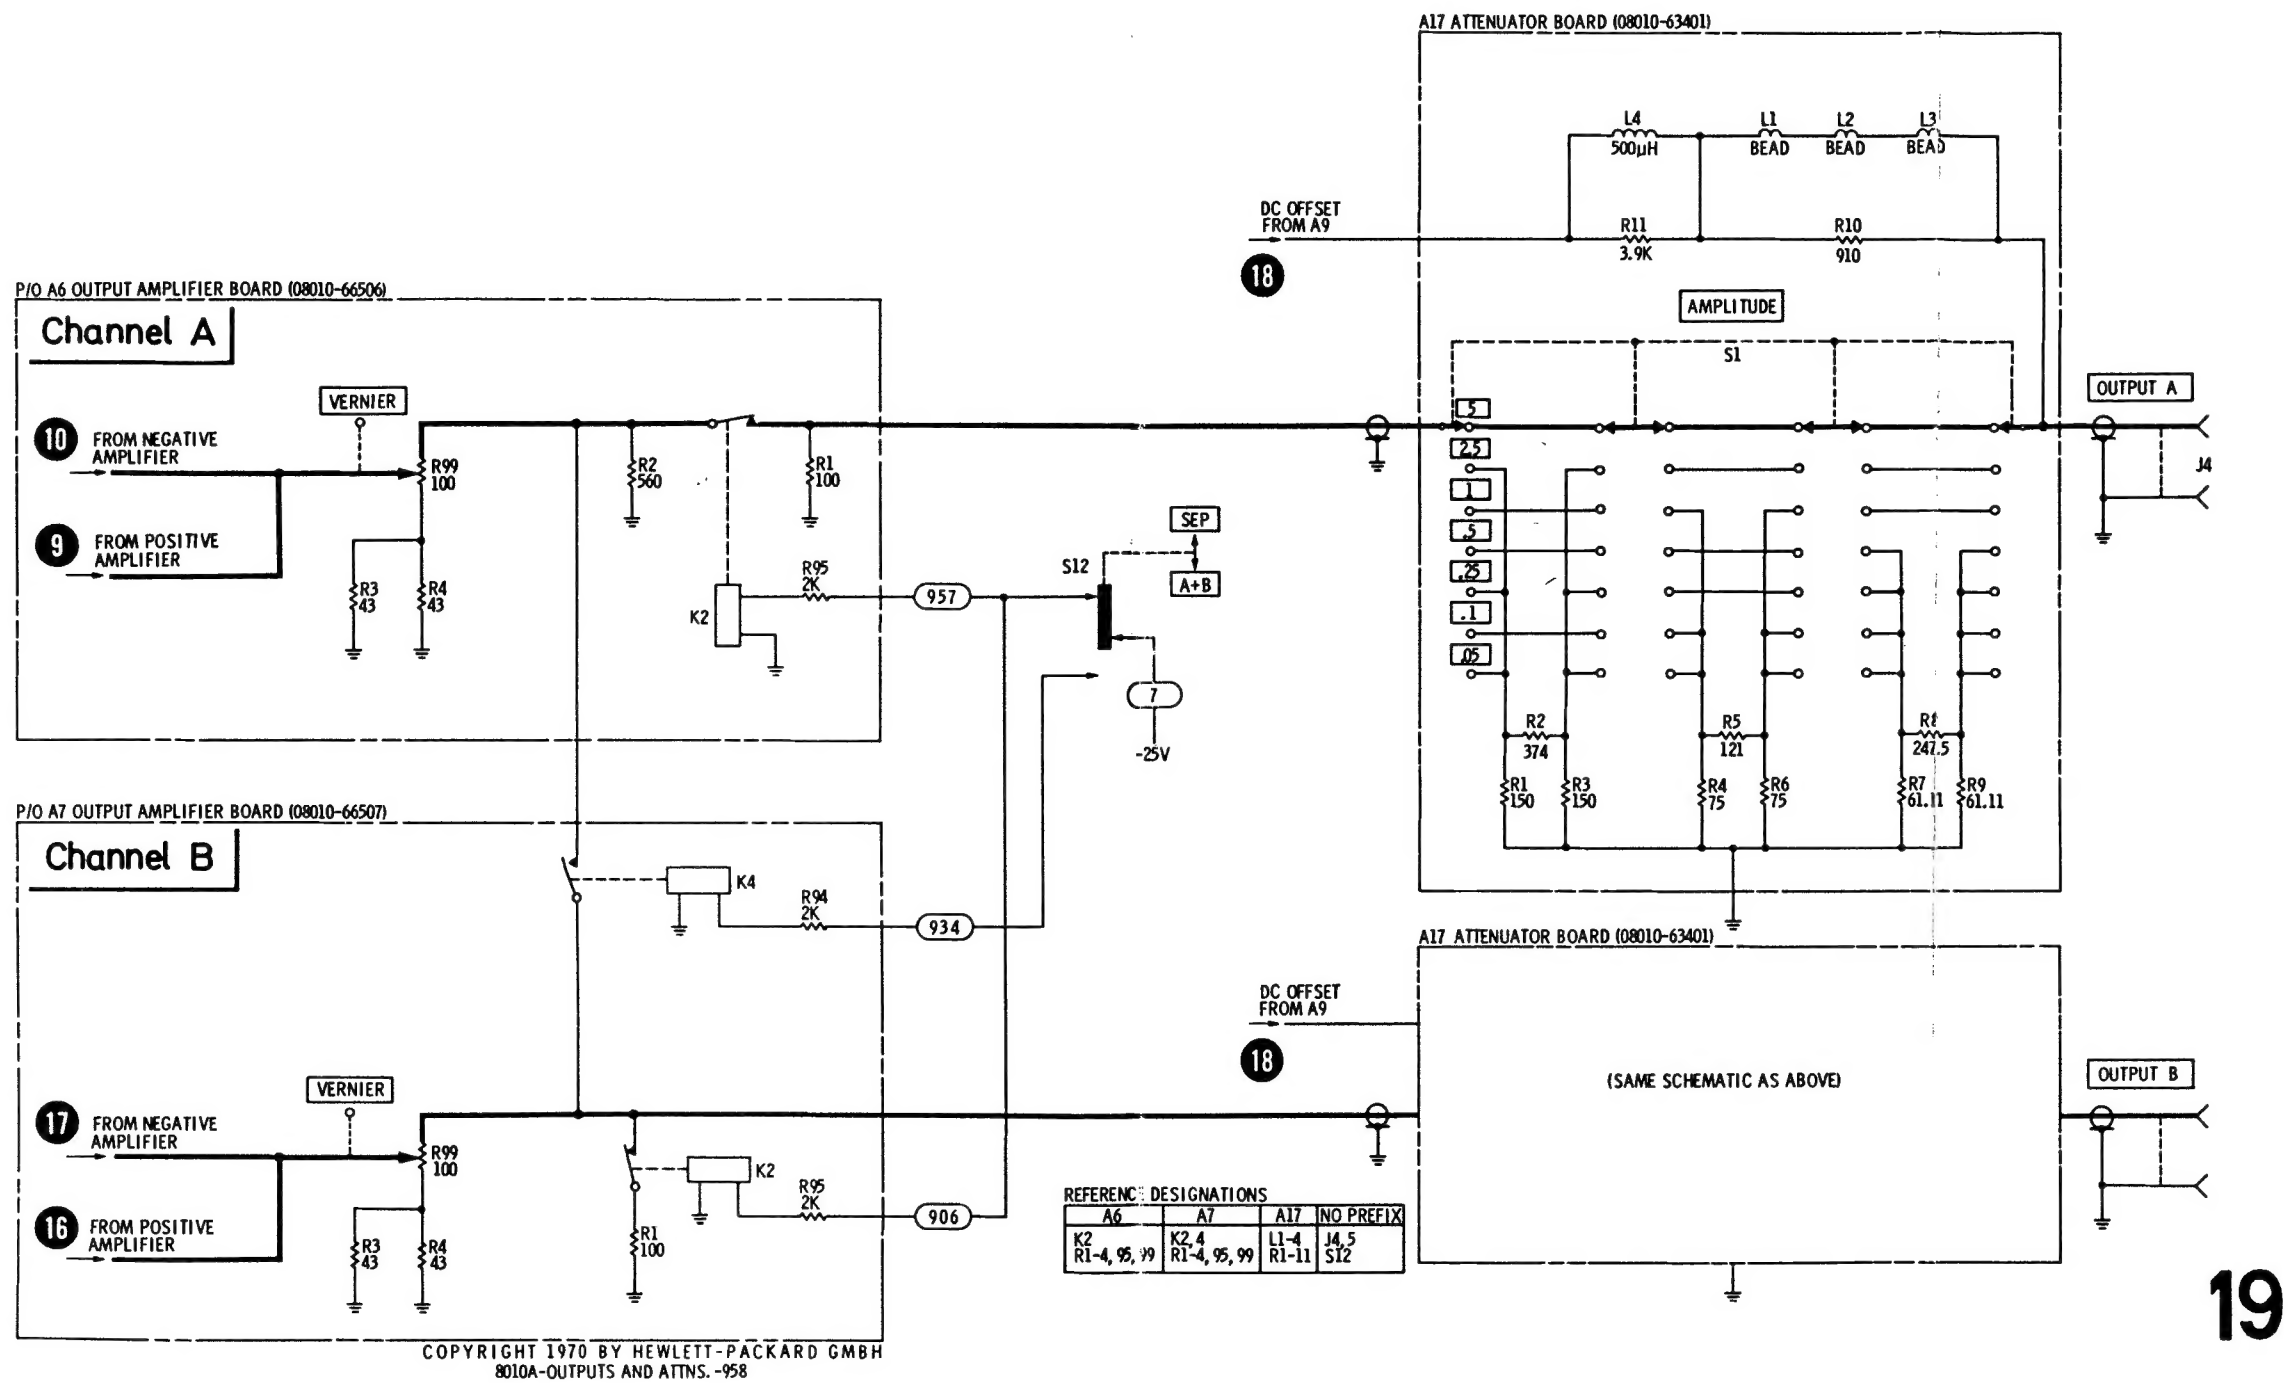 A17 ATTENUATOR BOARD (08010-63401)
L4
500µH
L1
BEAD
L2
BEAD
L3
BEAD
DC OFFSET
FROM A9
18
R11
3.9K
R10
910
AMPLITUDE
S1
P/O A6 OUTPUT AMPLIFIER BOARD (08010-66506)
Channel A
VERNIER
10
FROM NEGATIVE
AMPLIFIER
9
FROM POSITIVE
AMPLIFIER
R99
100
R3
43
R4
43
R2
560
R1
100
K2
R95
2K
957
S12
SEP
A+B
7
-25V
5
2.5
1
.5
.25
.1
.05
R2
374
R5
121
R8
247.5
R1
150
R3
150
R4
75
R6
75
R7
61.11
R9
61.11
OUTPUT A
J4
P/O A7 OUTPUT AMPLIFIER BOARD (08010-66507)
Channel B
K4
R94
2K
934
VERNIER
17
FROM NEGATIVE
AMPLIFIER
16
FROM POSITIVE
AMPLIFIER
R99
100
R3
43
R4
43
R1
100
K2
R95
2K
906
A17 ATTENUATOR BOARD (08010-63401)
DC OFFSET
FROM A9
18
(SAME SCHEMATIC AS ABOVE)
OUTPUT B
REFERENCE DESIGNATIONS
A6 A7 A17 NO PREFIX
K2 K2,4 L1-4 J4,5
R1-4, 95, 99 R1-4, 95, 99 R1-11 S12
COPYRIGHT 1970 BY HEWLETT-PACKARD GMBH
8010A-OUTPUTS AND ATTNS. -958
19